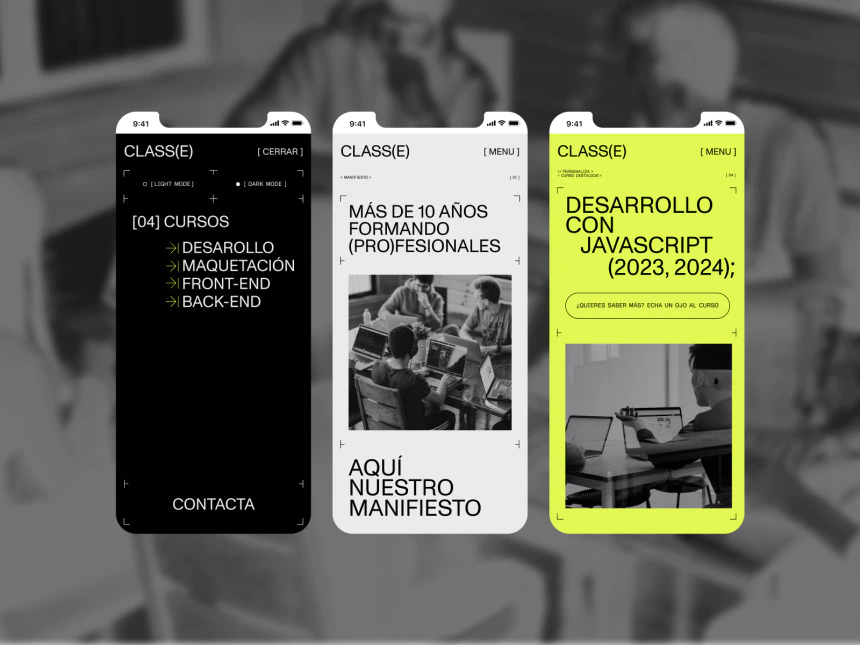 9:41
CLASS(E)
[ CERRAR ]
[ LIGHT MODE ]
[ DARK MODE ]
[04] CURSOS
DESAROLLO
MAQUETACIÓN
FRONT-END
BACK-END
CONTACTA
9:41
CLASS(E)
[ MENU ]
< MANIFIESTO >
[ 01 ]
MÁS DE 10 AÑOS
FORMANDO
(PRO)FESIONALES
AQUÍ
NUESTRO
MANIFIESTO
9:41
CLASS(E)
[ MENU ]
</ PERSONALIZA >
< CURSO DESTACADO >
[ 04 ]
DESARROLLO
CON
JAVASCRIPT
(2023, 2024);
¿QUIERES SABER MÁS? ECHA UN OJO AL CURSO